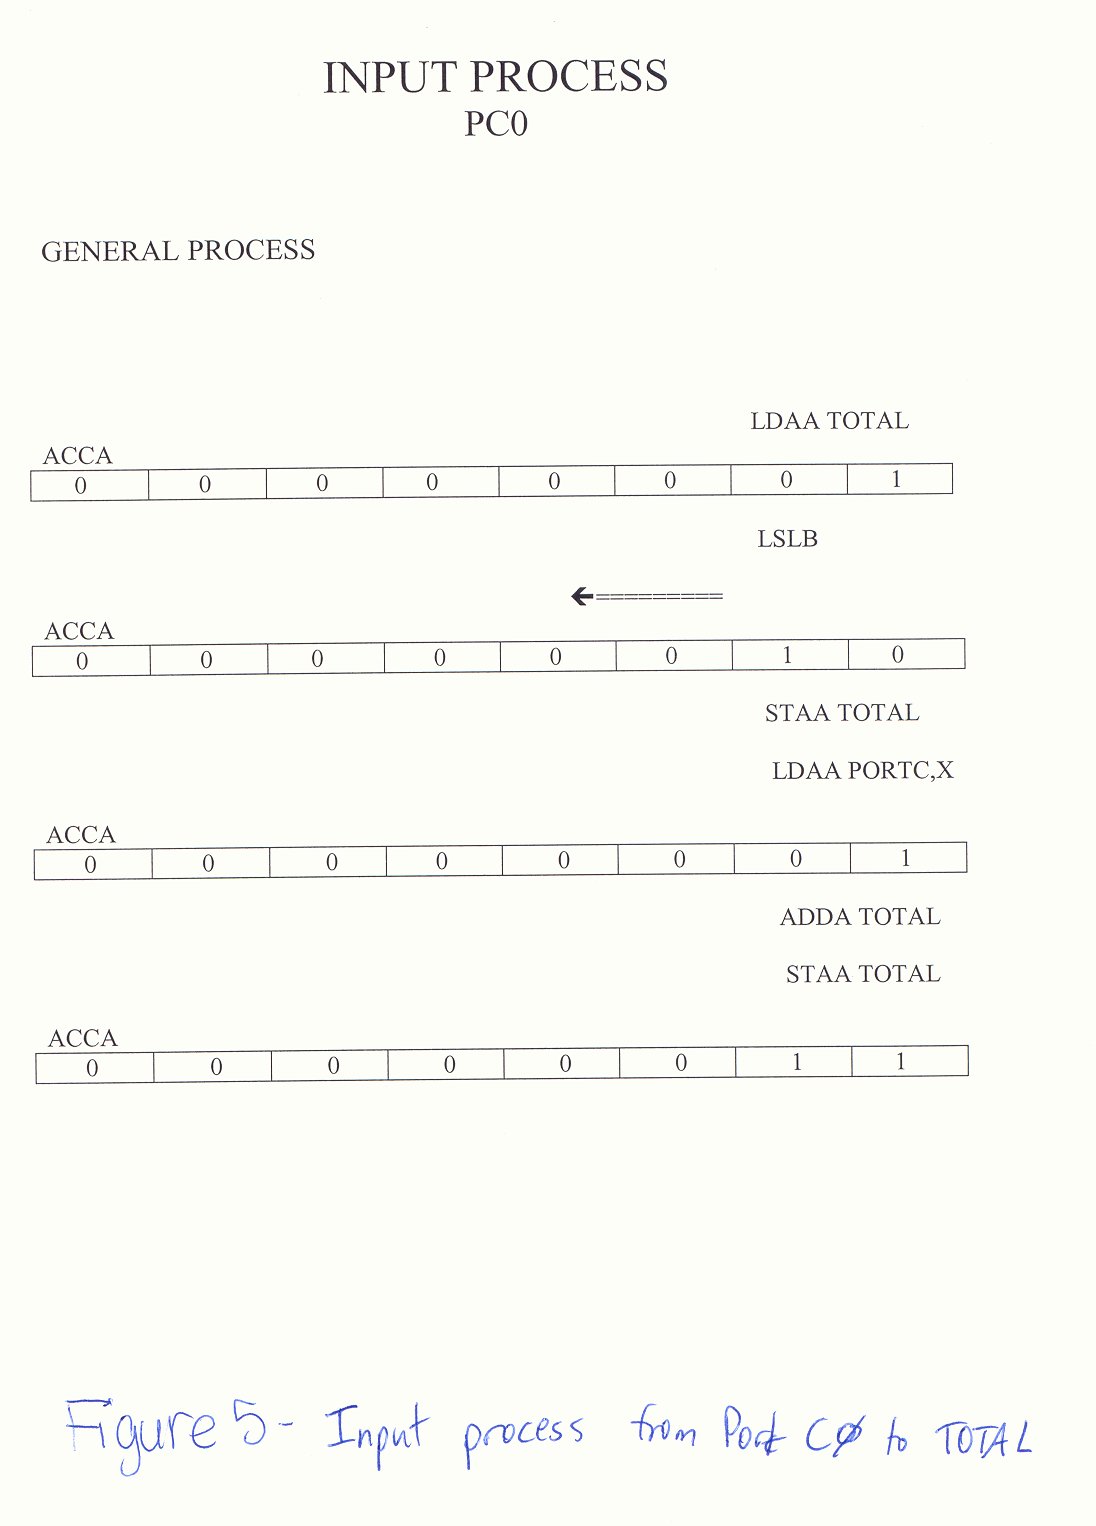 INPUT PROCESS
PC0
GENERAL PROCESS
LDAA TOTAL
ACCA
0 0 0 0 0 0 0 1
LSLB
ACCA
0 0 0 0 0 0 1 0
STAA TOTAL
LDAA PORTC,X
ACCA
0 0 0 0 0 0 0 1
ADDA TOTAL
STAA TOTAL
ACCA
0 0 0 0 0 0 1 1
Figure 5 - Input process from Port CØ to TOTAL